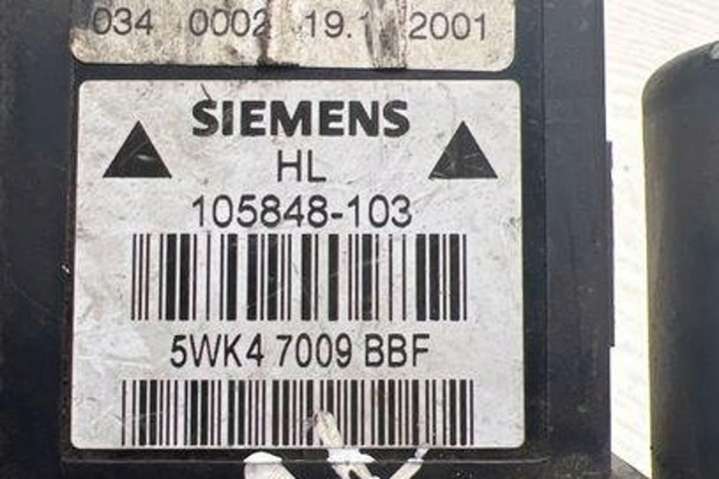 034 0002 19.1 2001
SIEMENS
HL
105848-103
5WK4 7009 BBF